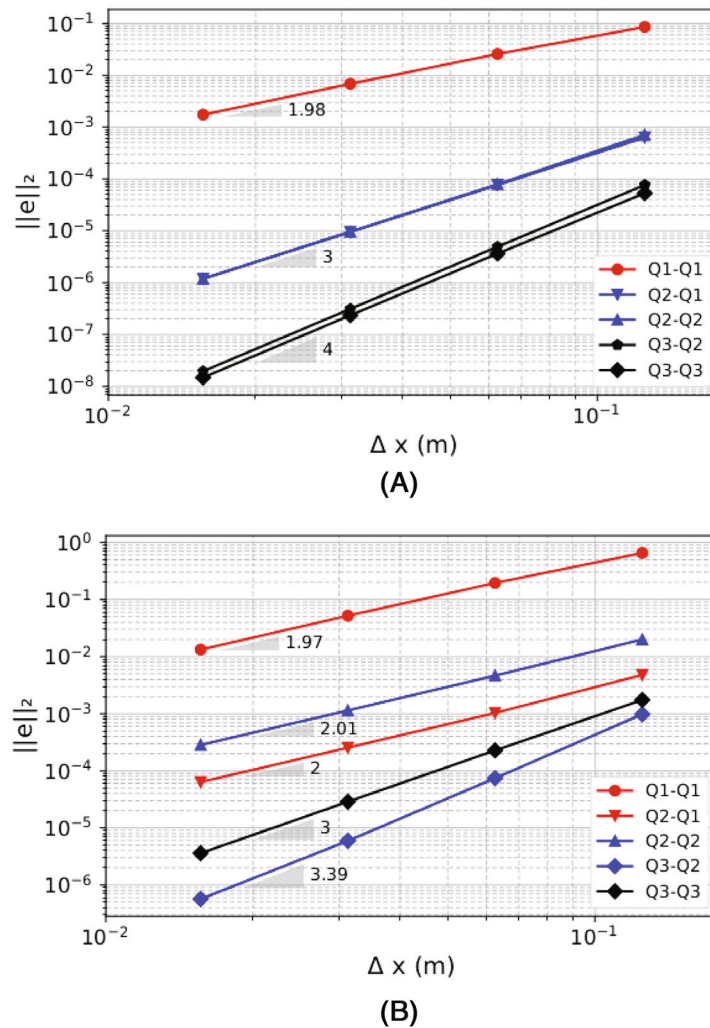 10⁻¹
10⁻²
10⁻³
10⁻⁴
10⁻⁵
10⁻⁶
10⁻⁷
10⁻⁸
||e||₂
1.98
3
4
Q1-Q1
Q2-Q1
Q2-Q2
Q3-Q2
Q3-Q3
10⁻² 10⁻¹
Δ x (m)
(A)
10⁰
10⁻¹
10⁻²
10⁻³
10⁻⁴
10⁻⁵
10⁻⁶
||e||₂
1.97
2.01
2
3
3.39
Q1-Q1
Q2-Q1
Q2-Q2
Q3-Q2
Q3-Q3
10⁻² 10⁻¹
Δ x (m)
(B)